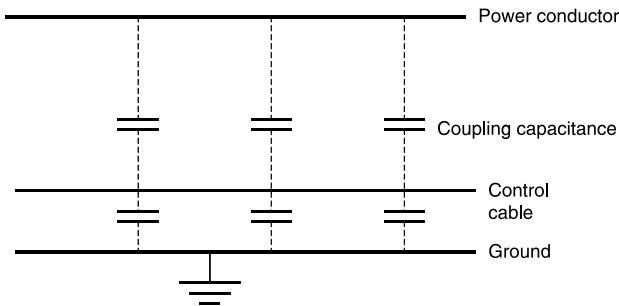 Power conductor
Coupling capacitance
Control
cable
Ground